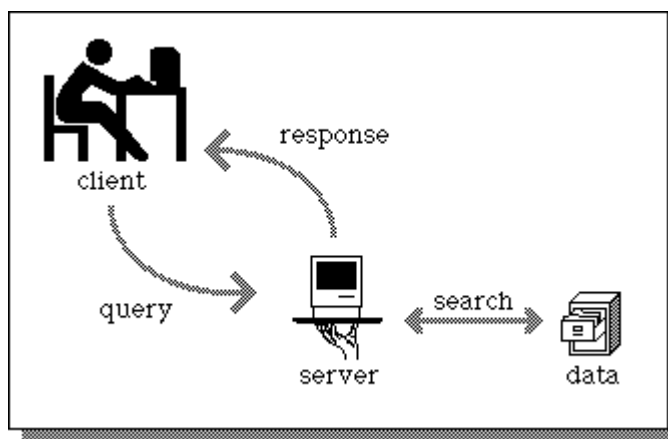 response
client
query
search
server
data